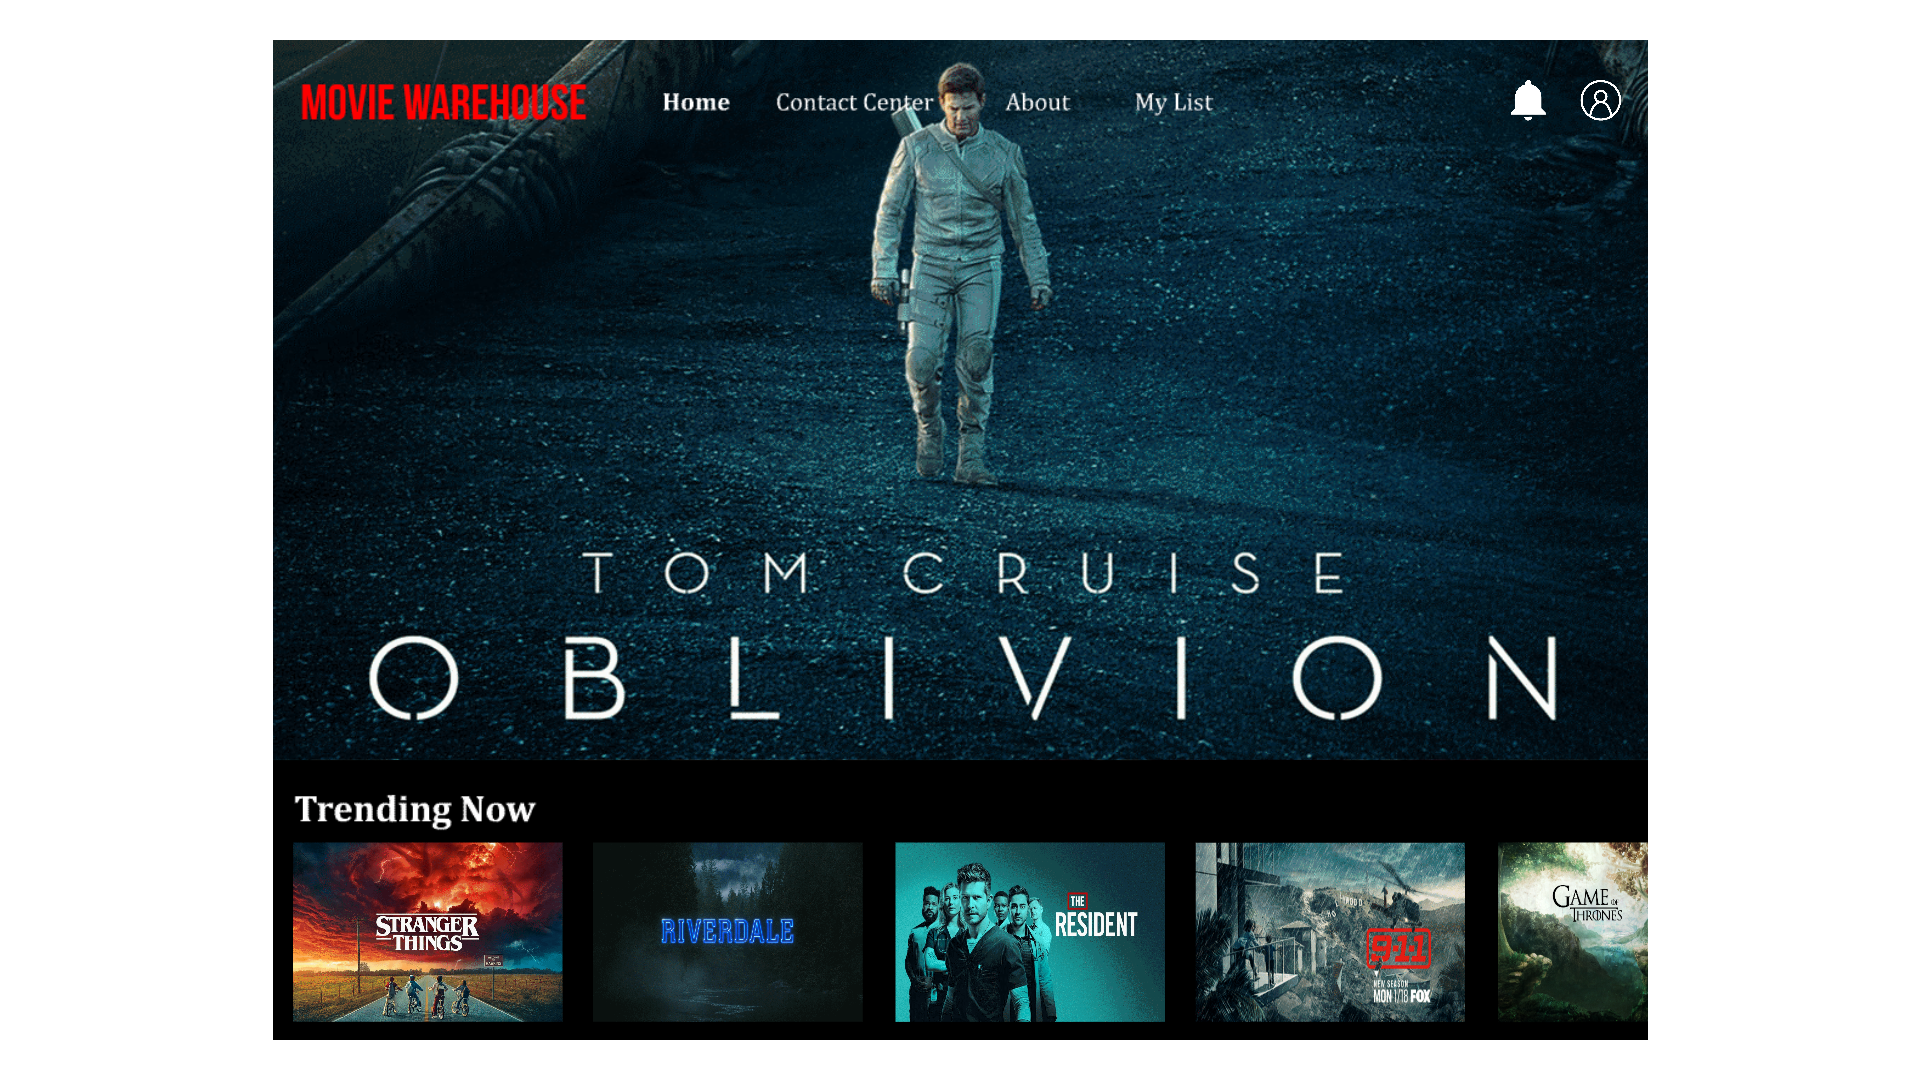 MOVIE WAREHOUSE Home Contact Center About My List
TOM CRUISE
OBLIVION
Trending Now
STRANGER
THINGS
RIVERDALE
THE
RESIDENT
9-1-1
NEW SEASON
MON 1/18 FOX
GAME OF
THRONES